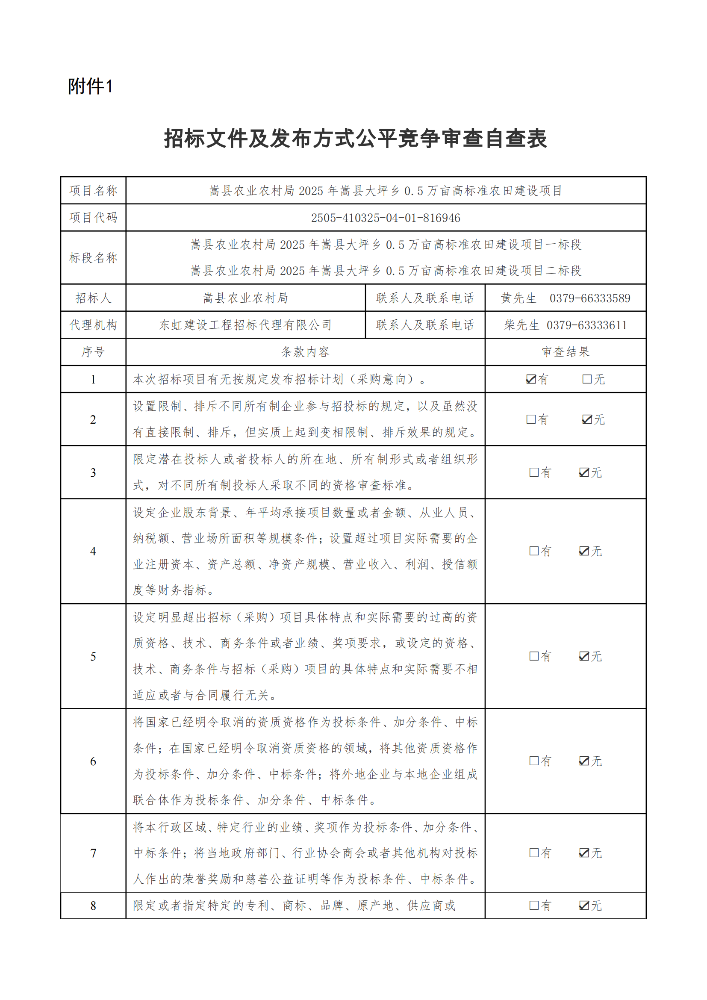 附件1
招标文件及发布方式公平竞争审查自查表
项目名称 嵩县农业农村局 2025 年嵩县大坪乡 0.5 万亩高标准农田建设项目
项目代码 2505-410325-04-01-816946
标段名称 嵩县农业农村局 2025 年嵩县大坪乡 0.5 万亩高标准农田建设项目一标段
嵩县农业农村局 2025 年嵩县大坪乡 0.5 万亩高标准农田建设项目二标段
招标人 嵩县农业农村局 联系人及联系电话 黄先生 0379-66333589
代理机构 东虹建设工程招标代理有限公司 联系人及联系电话 柴先生 0379-63333611
序号 条款内容 审查结果
1 本次招标项目有无按规定发布招标计划（采购意向）。 ☑有 □无
2 设置限制、排斥不同所有制企业参与招投标的规定，以及虽然没
有直接限制、排斥，但实质上起到变相限制、排斥效果的规定。 □有 ☑无
3 限定潜在投标人或者投标人的所在地、所有制形式或者组织形
式，对不同所有制投标人采取不同的资格审查标准。 □有 ☑无
4 设定企业股东背景、年平均承接项目数量或者金额、从业人员、
纳税额、营业场所面积等规模条件；设置超过项目实际需要的企
业注册资本、资产总额、净资产规模、营业收入、利润、授信额
度等财务指标。 □有 ☑无
5 设定明显超出招标（采购）项目具体特点和实际需要的过高的资
质资格、技术、商务条件或者业绩、奖项要求，或设定的资格、
技术、商务条件与招标（采购）项目的具体特点和实际需要不相
适应或者与合同履行无关。 □有 ☑无
6 将国家已经明令取消的资质资格作为投标条件、加分条件、中标
条件；在国家已经明令取消资质资格的领域，将其他资质资格作
为投标条件、加分条件、中标条件；将外地企业与本地企业组成
联合体作为投标条件、加分条件、中标条件。 □有 ☑无
7 将本行政区域、特定行业的业绩、奖项作为投标条件、加分条件、
中标条件；将当地政府部门、行业协会商会或者其他机构对投标
人作出的荣誉奖励和慈善公益证明等作为投标条件、中标条件。 □有 ☑无
8 限定或者指定特定的专利、商标、品牌、原产地、供应商或 □有 ☑无